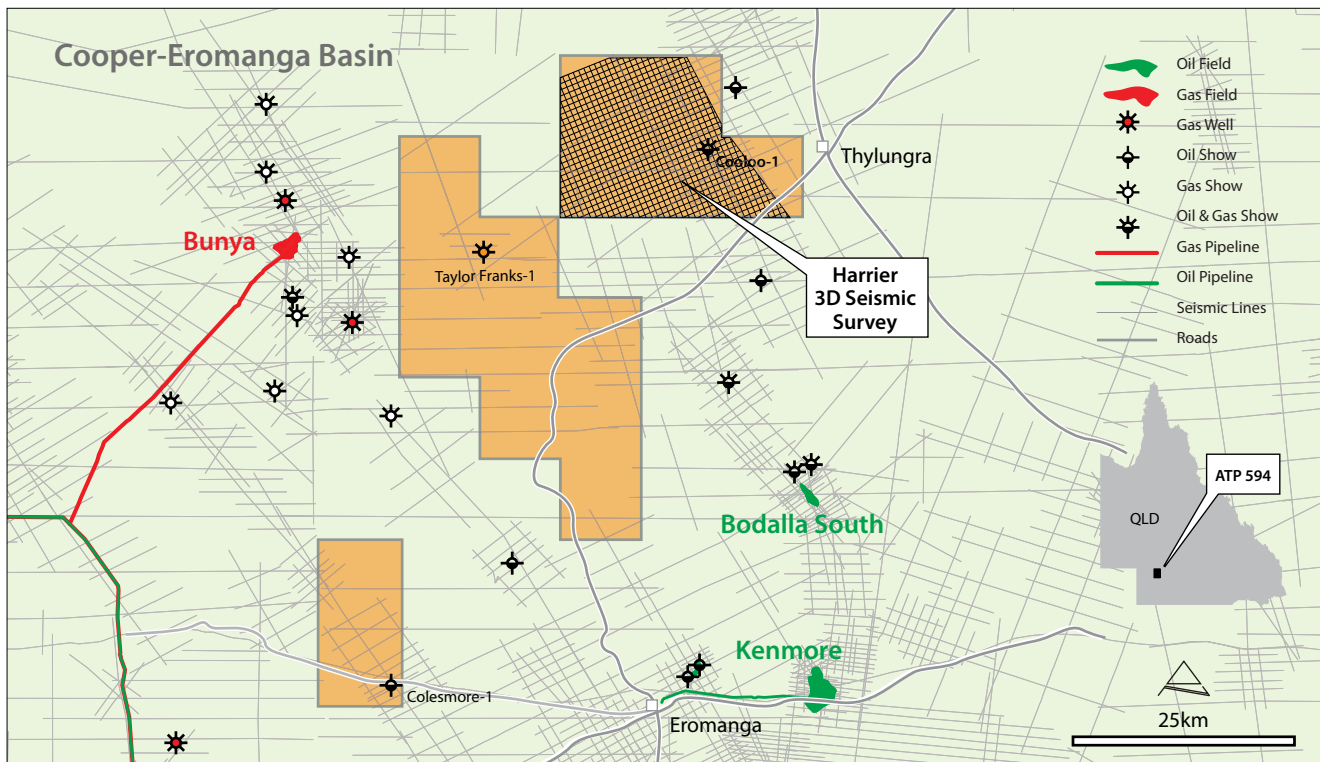 Cooper-Eromanga Basin
Oil Field
Gas Field
Gas Well
Oil Show
Gas Show
Oil & Gas Show
Gas Pipeline
Oil Pipeline
Seismic Lines
Roads
Cooloo-1
Thylungra
Bunya
Taylor Franks-1
Harrier
3D Seismic
Survey
ATP 594
QLD
Bodalla South
Kenmore
Colesmore-1
Eromanga
25km